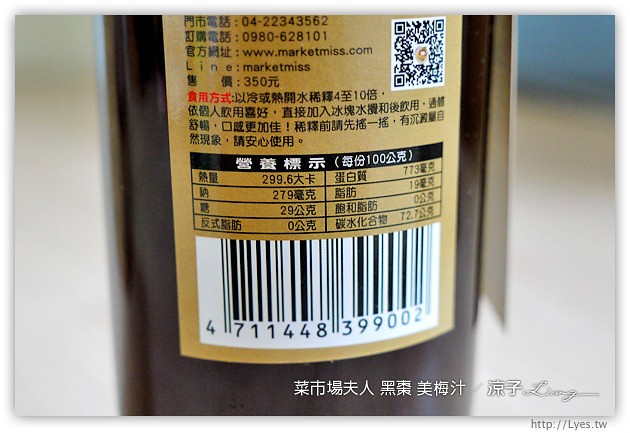 門市電話：04-22343562
訂購電話：0980-628101
官方網址：www.marketmiss.com
Line：marketmiss
售 價：350元
食用方式:以冷或熱開水稀釋4至10倍，
依個人飲用喜好，直接加入冰塊水攪和後飲用，通體
舒暢，口感更加佳！稀釋前請先搖一搖，有沉澱屬自
然現象，請安心使用。
營養標示（每份100公克）
熱量 299.6大卡 蛋白質 773毫克
鈉 279毫克 脂肪 19毫克
糖 29公克 飽和脂肪 0公克
反式脂肪 0公克 碳水化合物 72.7公克
4 711448 399002
菜市場夫人 黑棗 美梅汁 / 涼子 Ling
http://Lyes.tw